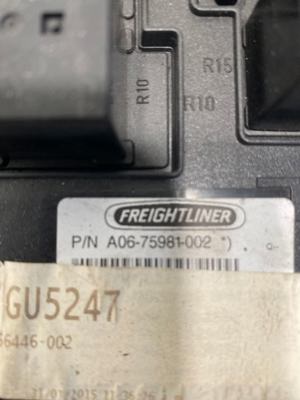 R15
R10
R10
FREIGHTLINER
P/N A06-75981-002 *)
GU5247
56446-002